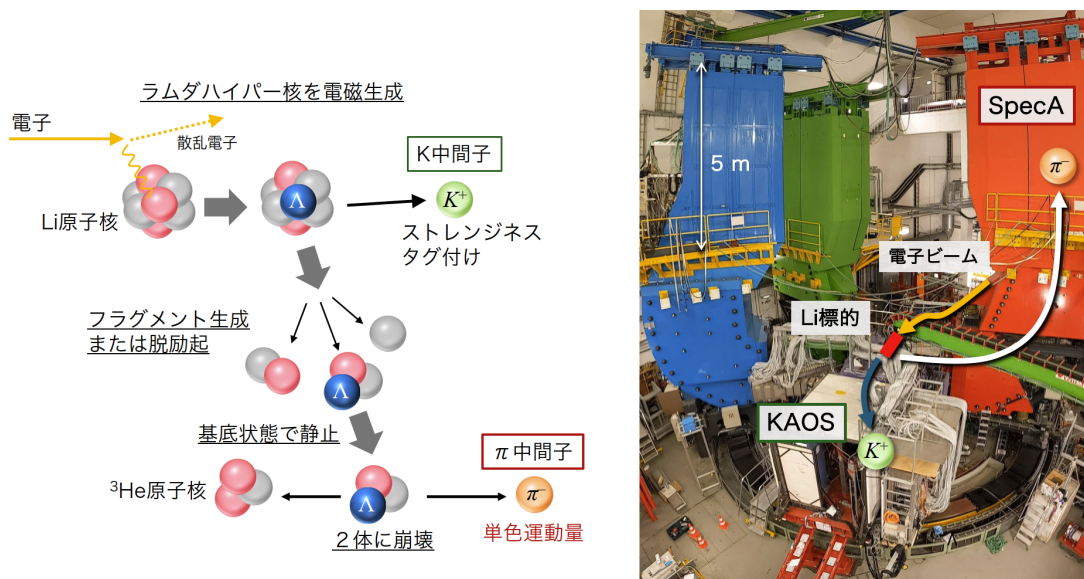 ラムダハイパー核を電磁生成
電子
散乱電子
K中間子
Li原子核
Λ
K⁺
ストレンジネス
タグ付け
フラグメント生成
または脱励起
Λ
基底状態で静止
π 中間子
³He原子核
Λ
π⁻
2体に崩壊
単色運動量
SpecA
5 m
π⁻
電子ビーム
Li標的
KAOS
K⁺